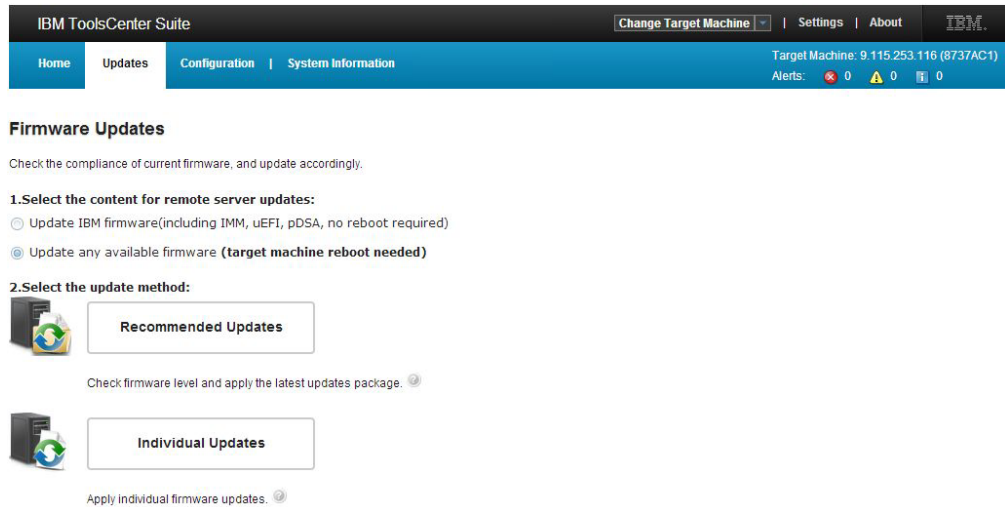 IBM ToolsCenter Suite
Change Target Machine | Settings | About IBM.
Home Updates Configuration | System Information
Target Machine: 9.115.253.116 (8737AC1)
Alerts: 0 0 0
Firmware Updates
Check the compliance of current firmware, and update accordingly.
1.Select the content for remote server updates:
Update IBM firmware(including IMM, uEFI, pDSA, no reboot required)
Update any available firmware (target machine reboot needed)
2.Select the update method:
Recommended Updates
Check firmware level and apply the latest updates package.
Individual Updates
Apply individual firmware updates.